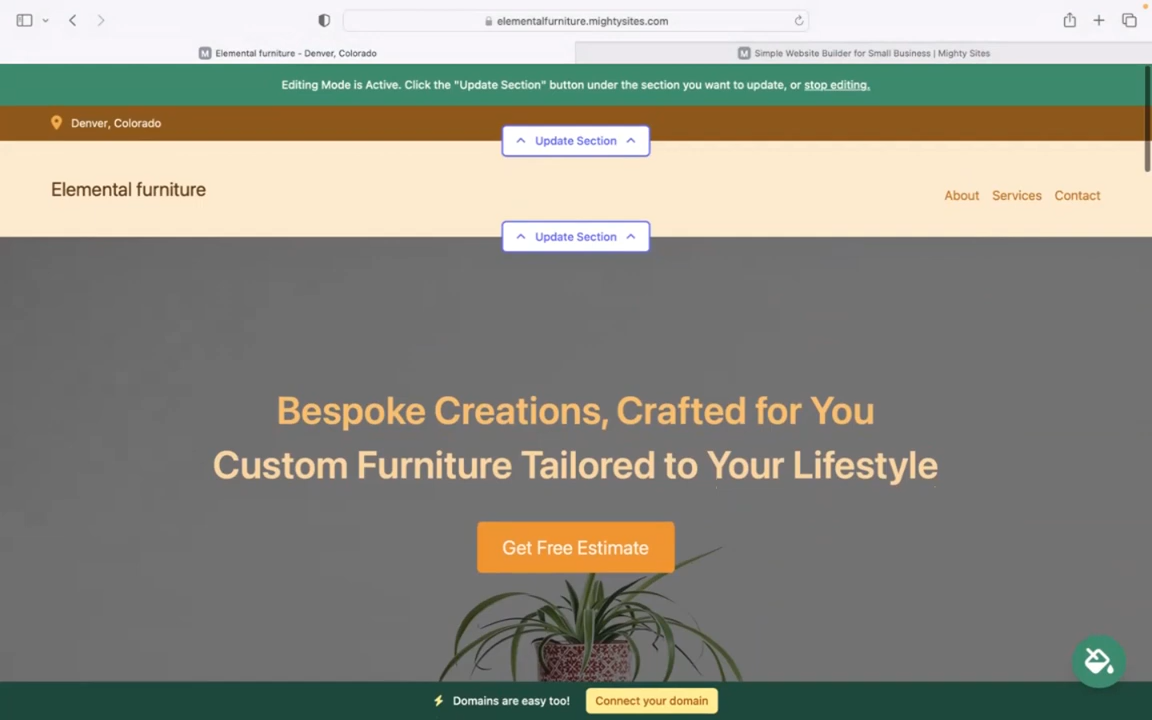 elementalfurniture.mightysites.com
Elemental furniture - Denver, Colorado
Simple Website Builder for Small Business | Mighty Sites
Editing Mode is Active. Click the "Update Section" button under the section you want to update, or stop editing.
Denver, Colorado
Update Section
Elemental furniture
About Services Contact
Update Section
Bespoke Creations, Crafted for You
Custom Furniture Tailored to Your Lifestyle
Get Free Estimate
Domains are easy too! Connect your domain